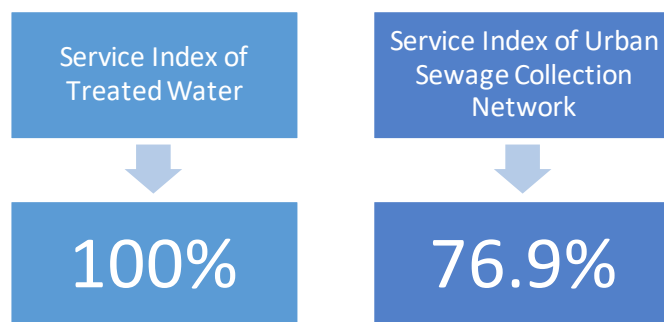 Service Index of
Treated Water
100%
Service Index of Urban
Sewage Collection
Network
76.9%